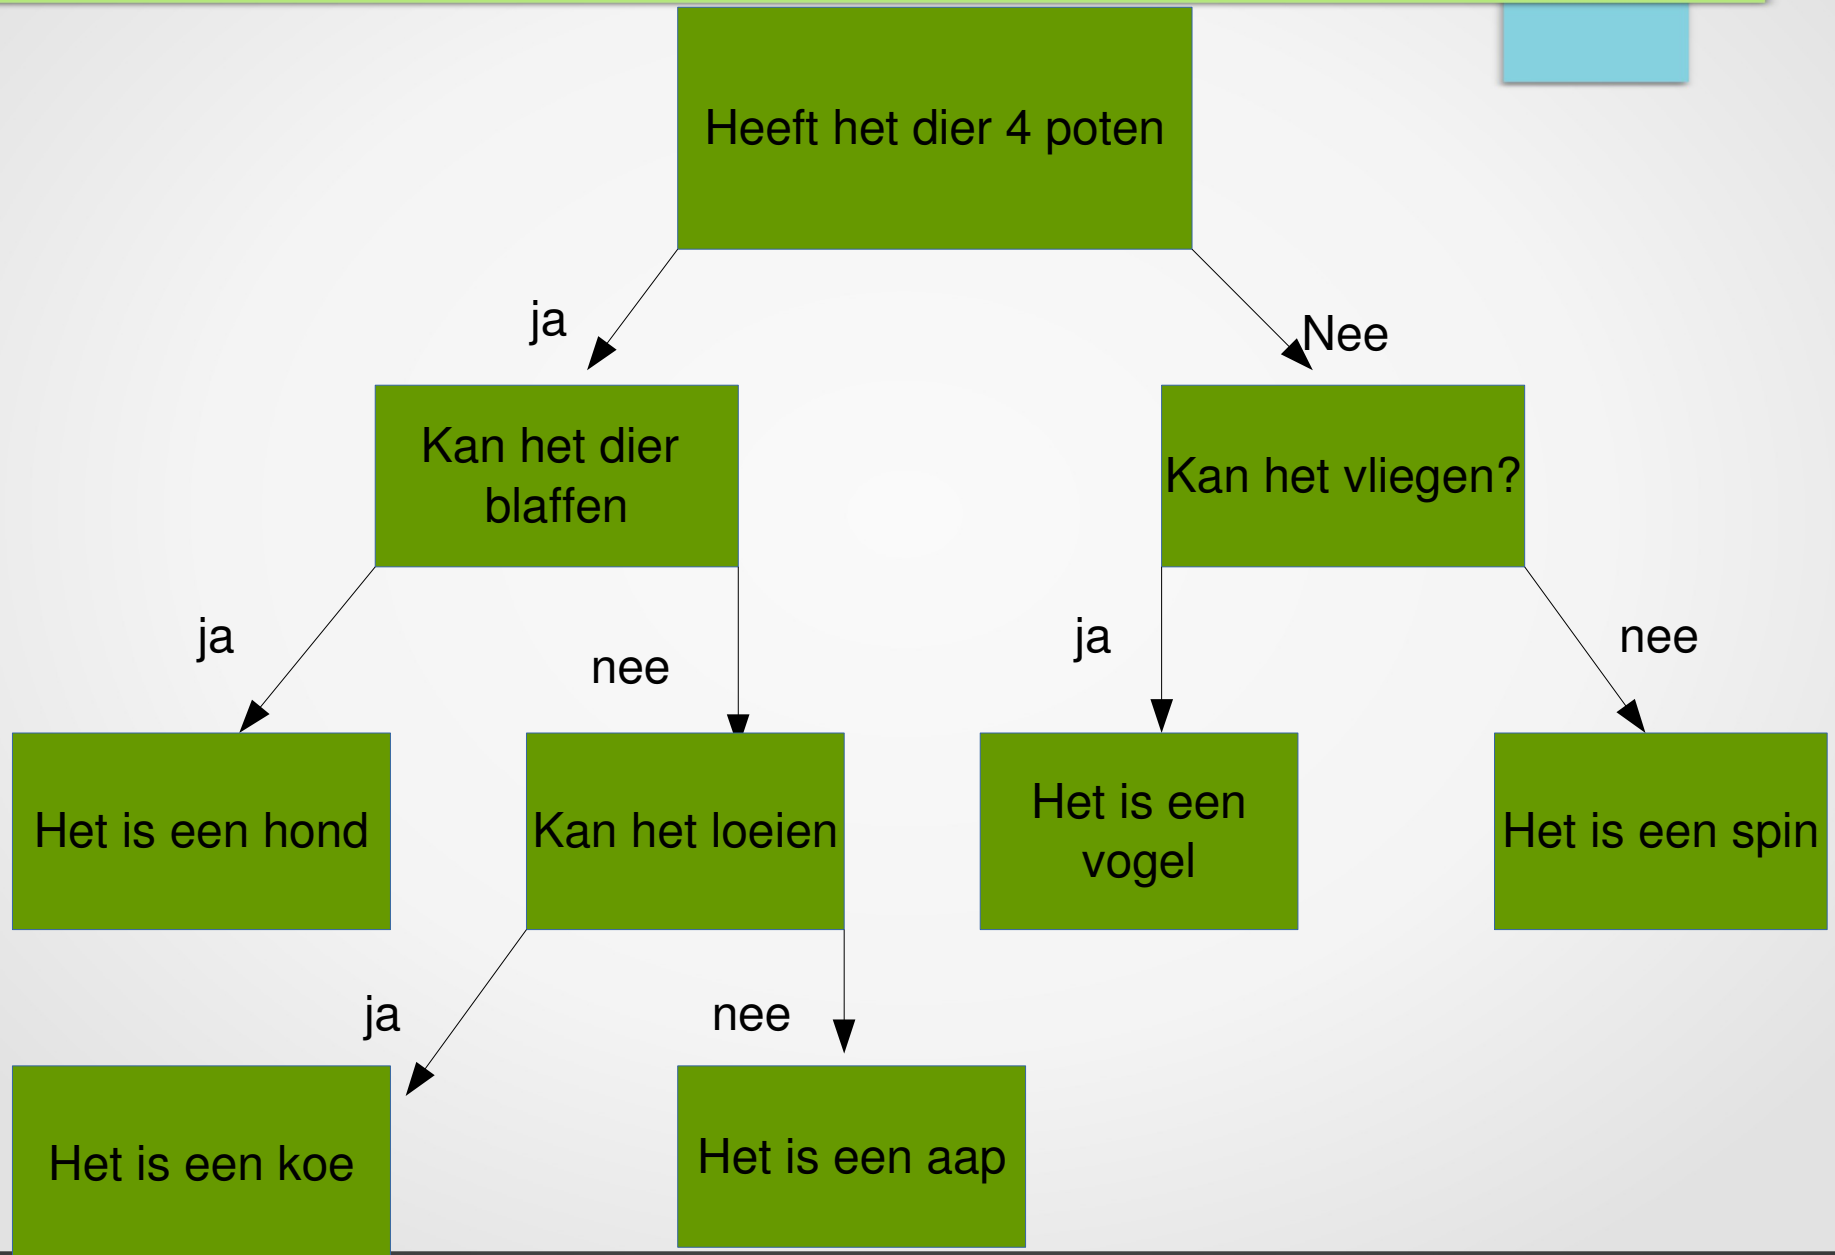 Heeft het dier 4 poten
ja
Nee
Kan het dier
blaffen
Kan het vliegen?
ja
nee
ja
nee
Het is een hond
Kan het loeien
Het is een
vogel
Het is een spin
ja
nee
Het is een koe
Het is een aap